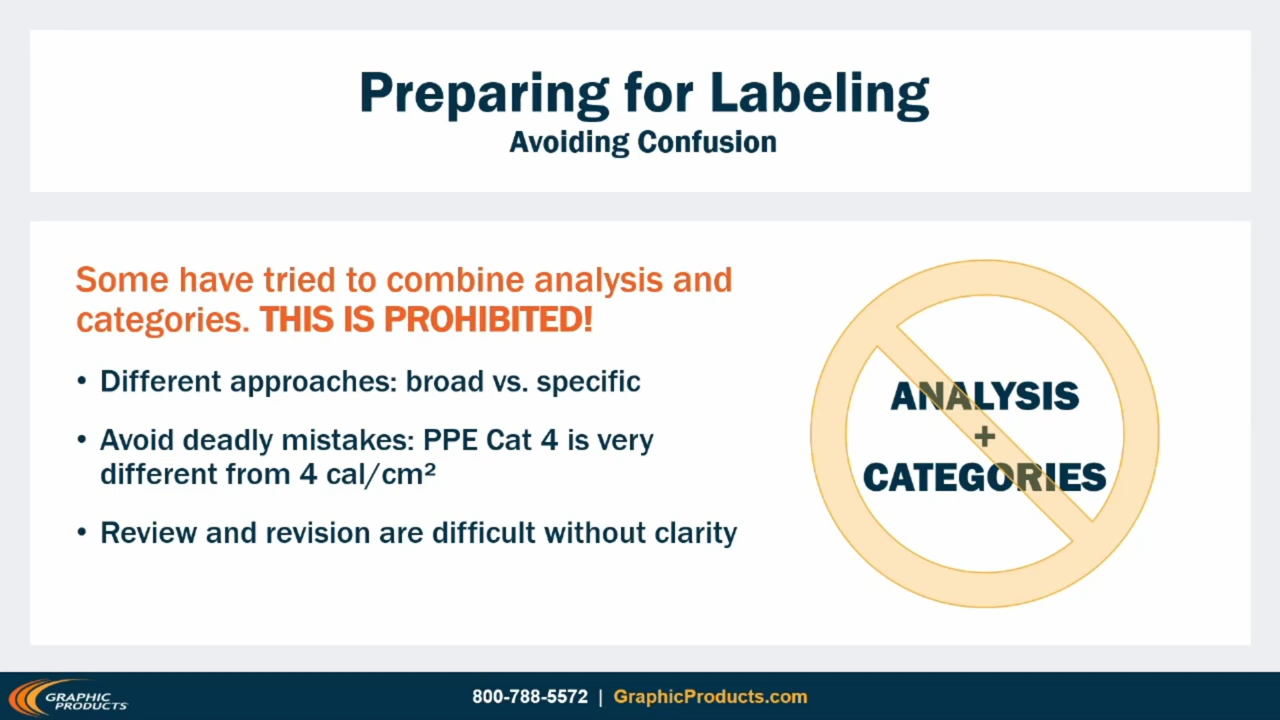 Preparing for Labeling
Avoiding Confusion
Some have tried to combine analysis and
categories. THIS IS PROHIBITED!
• Different approaches: broad vs. specific
• Avoid deadly mistakes: PPE Cat 4 is very
different from 4 cal/cm²
• Review and revision are difficult without clarity
ANALYSIS
+
CATEGORIES
GRAPHIC
PRODUCTS
800-788-5572 | GraphicProducts.com